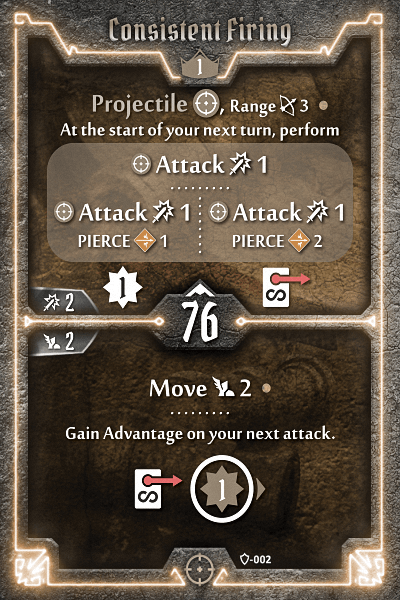 Consistent Firing
1
Projectile , Range 3
At the start of your next turn, perform
Attack 1
Attack 1 Attack 1
PIERCE 1 PIERCE 2
1
2
76
2
Move 2
Gain Advantage on your next attack.
1
-002